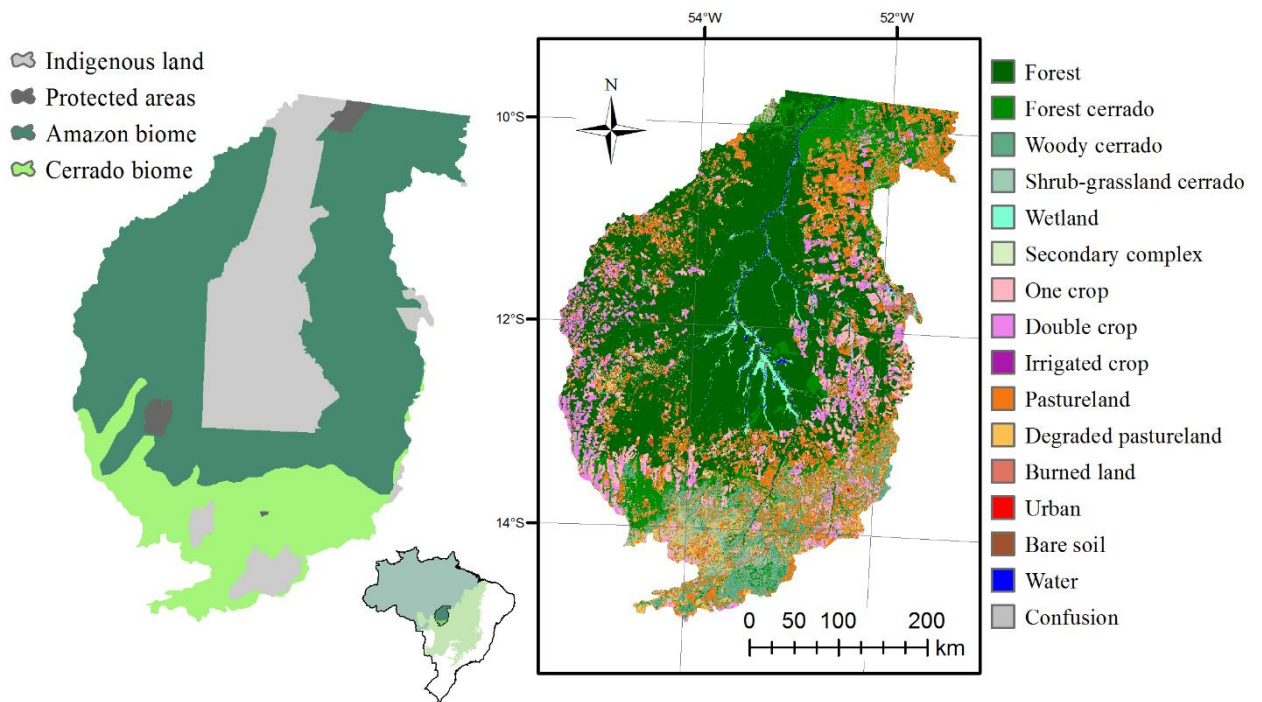 Indigenous land
Protected areas
Amazon biome
Cerrado biome
54°W
52°W
N
10°S
12°S
14°S
0 50 100 200
km
Forest
Forest cerrado
Woody cerrado
Shrub-grassland cerrado
Wetland
Secondary complex
One crop
Double crop
Irrigated crop
Pastureland
Degraded pastureland
Burned land
Urban
Bare soil
Water
Confusion